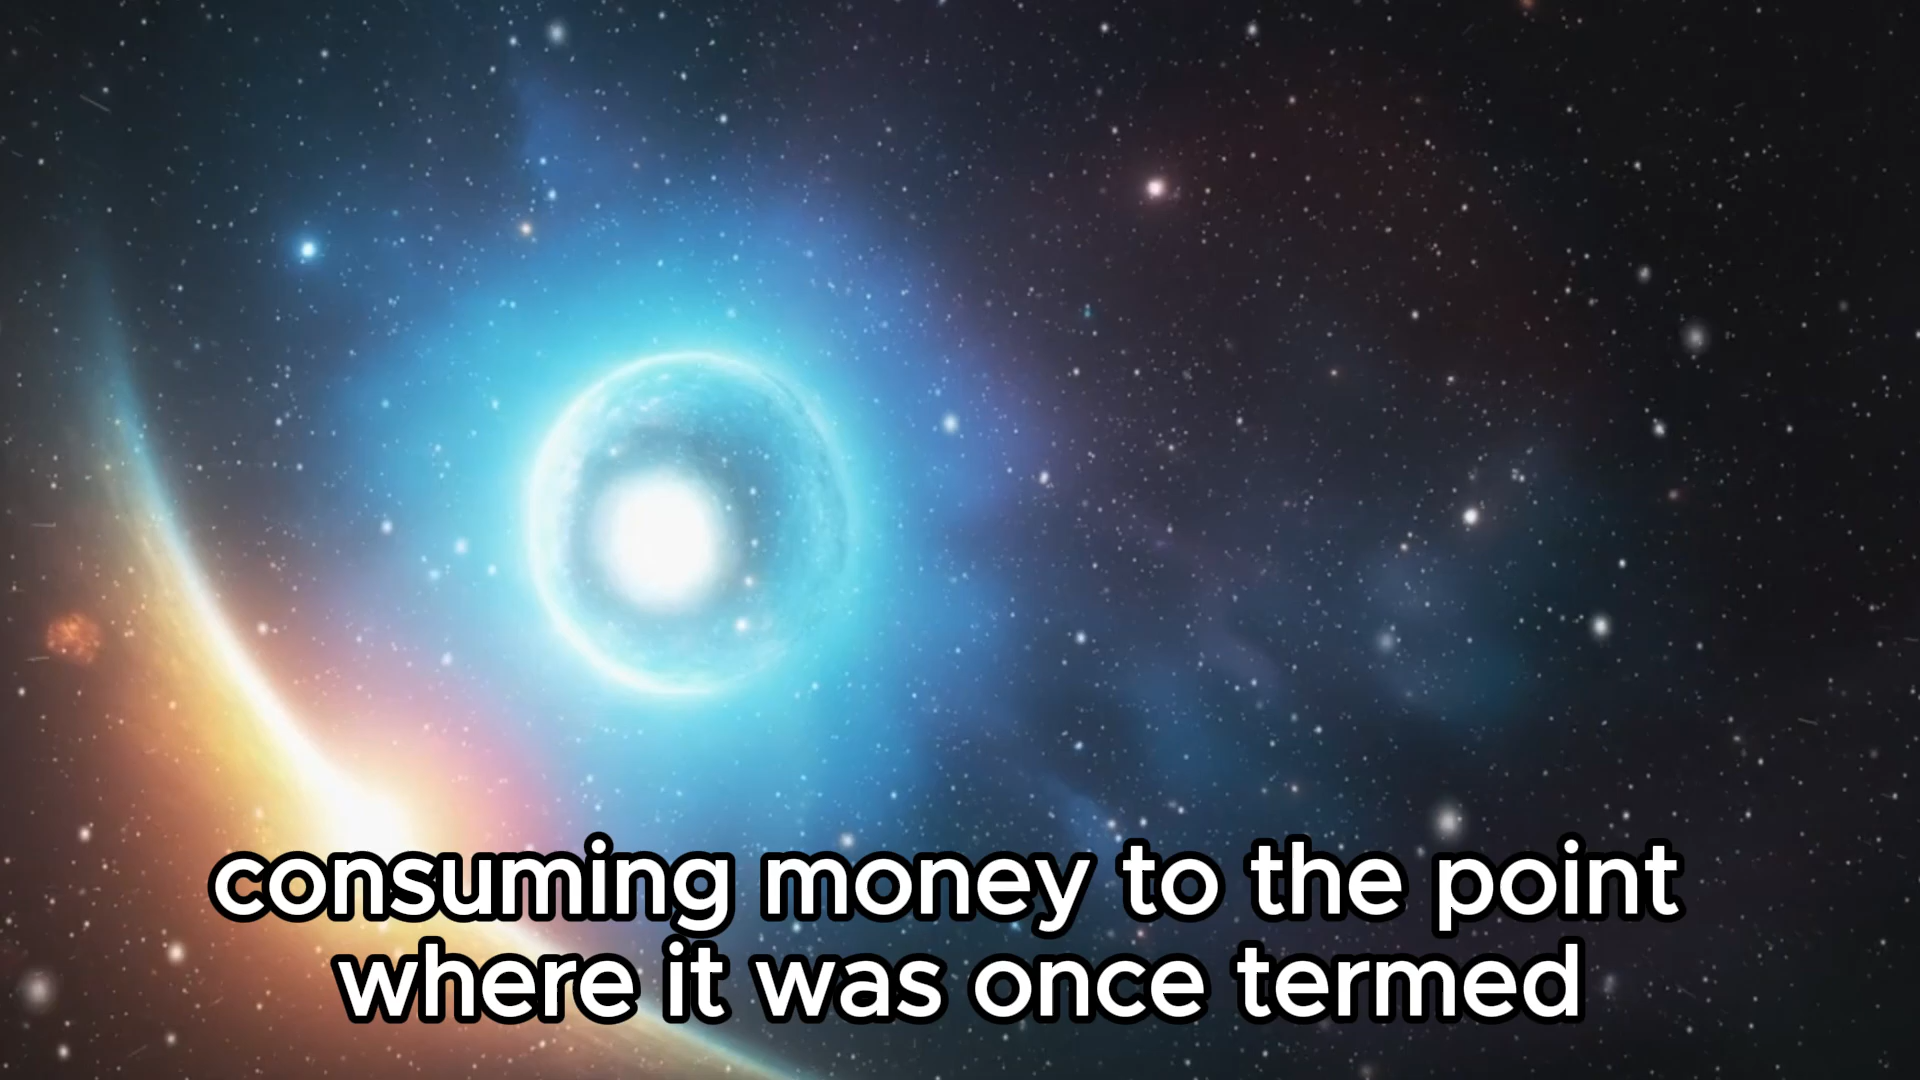 consuming money to the point
where it was once termed